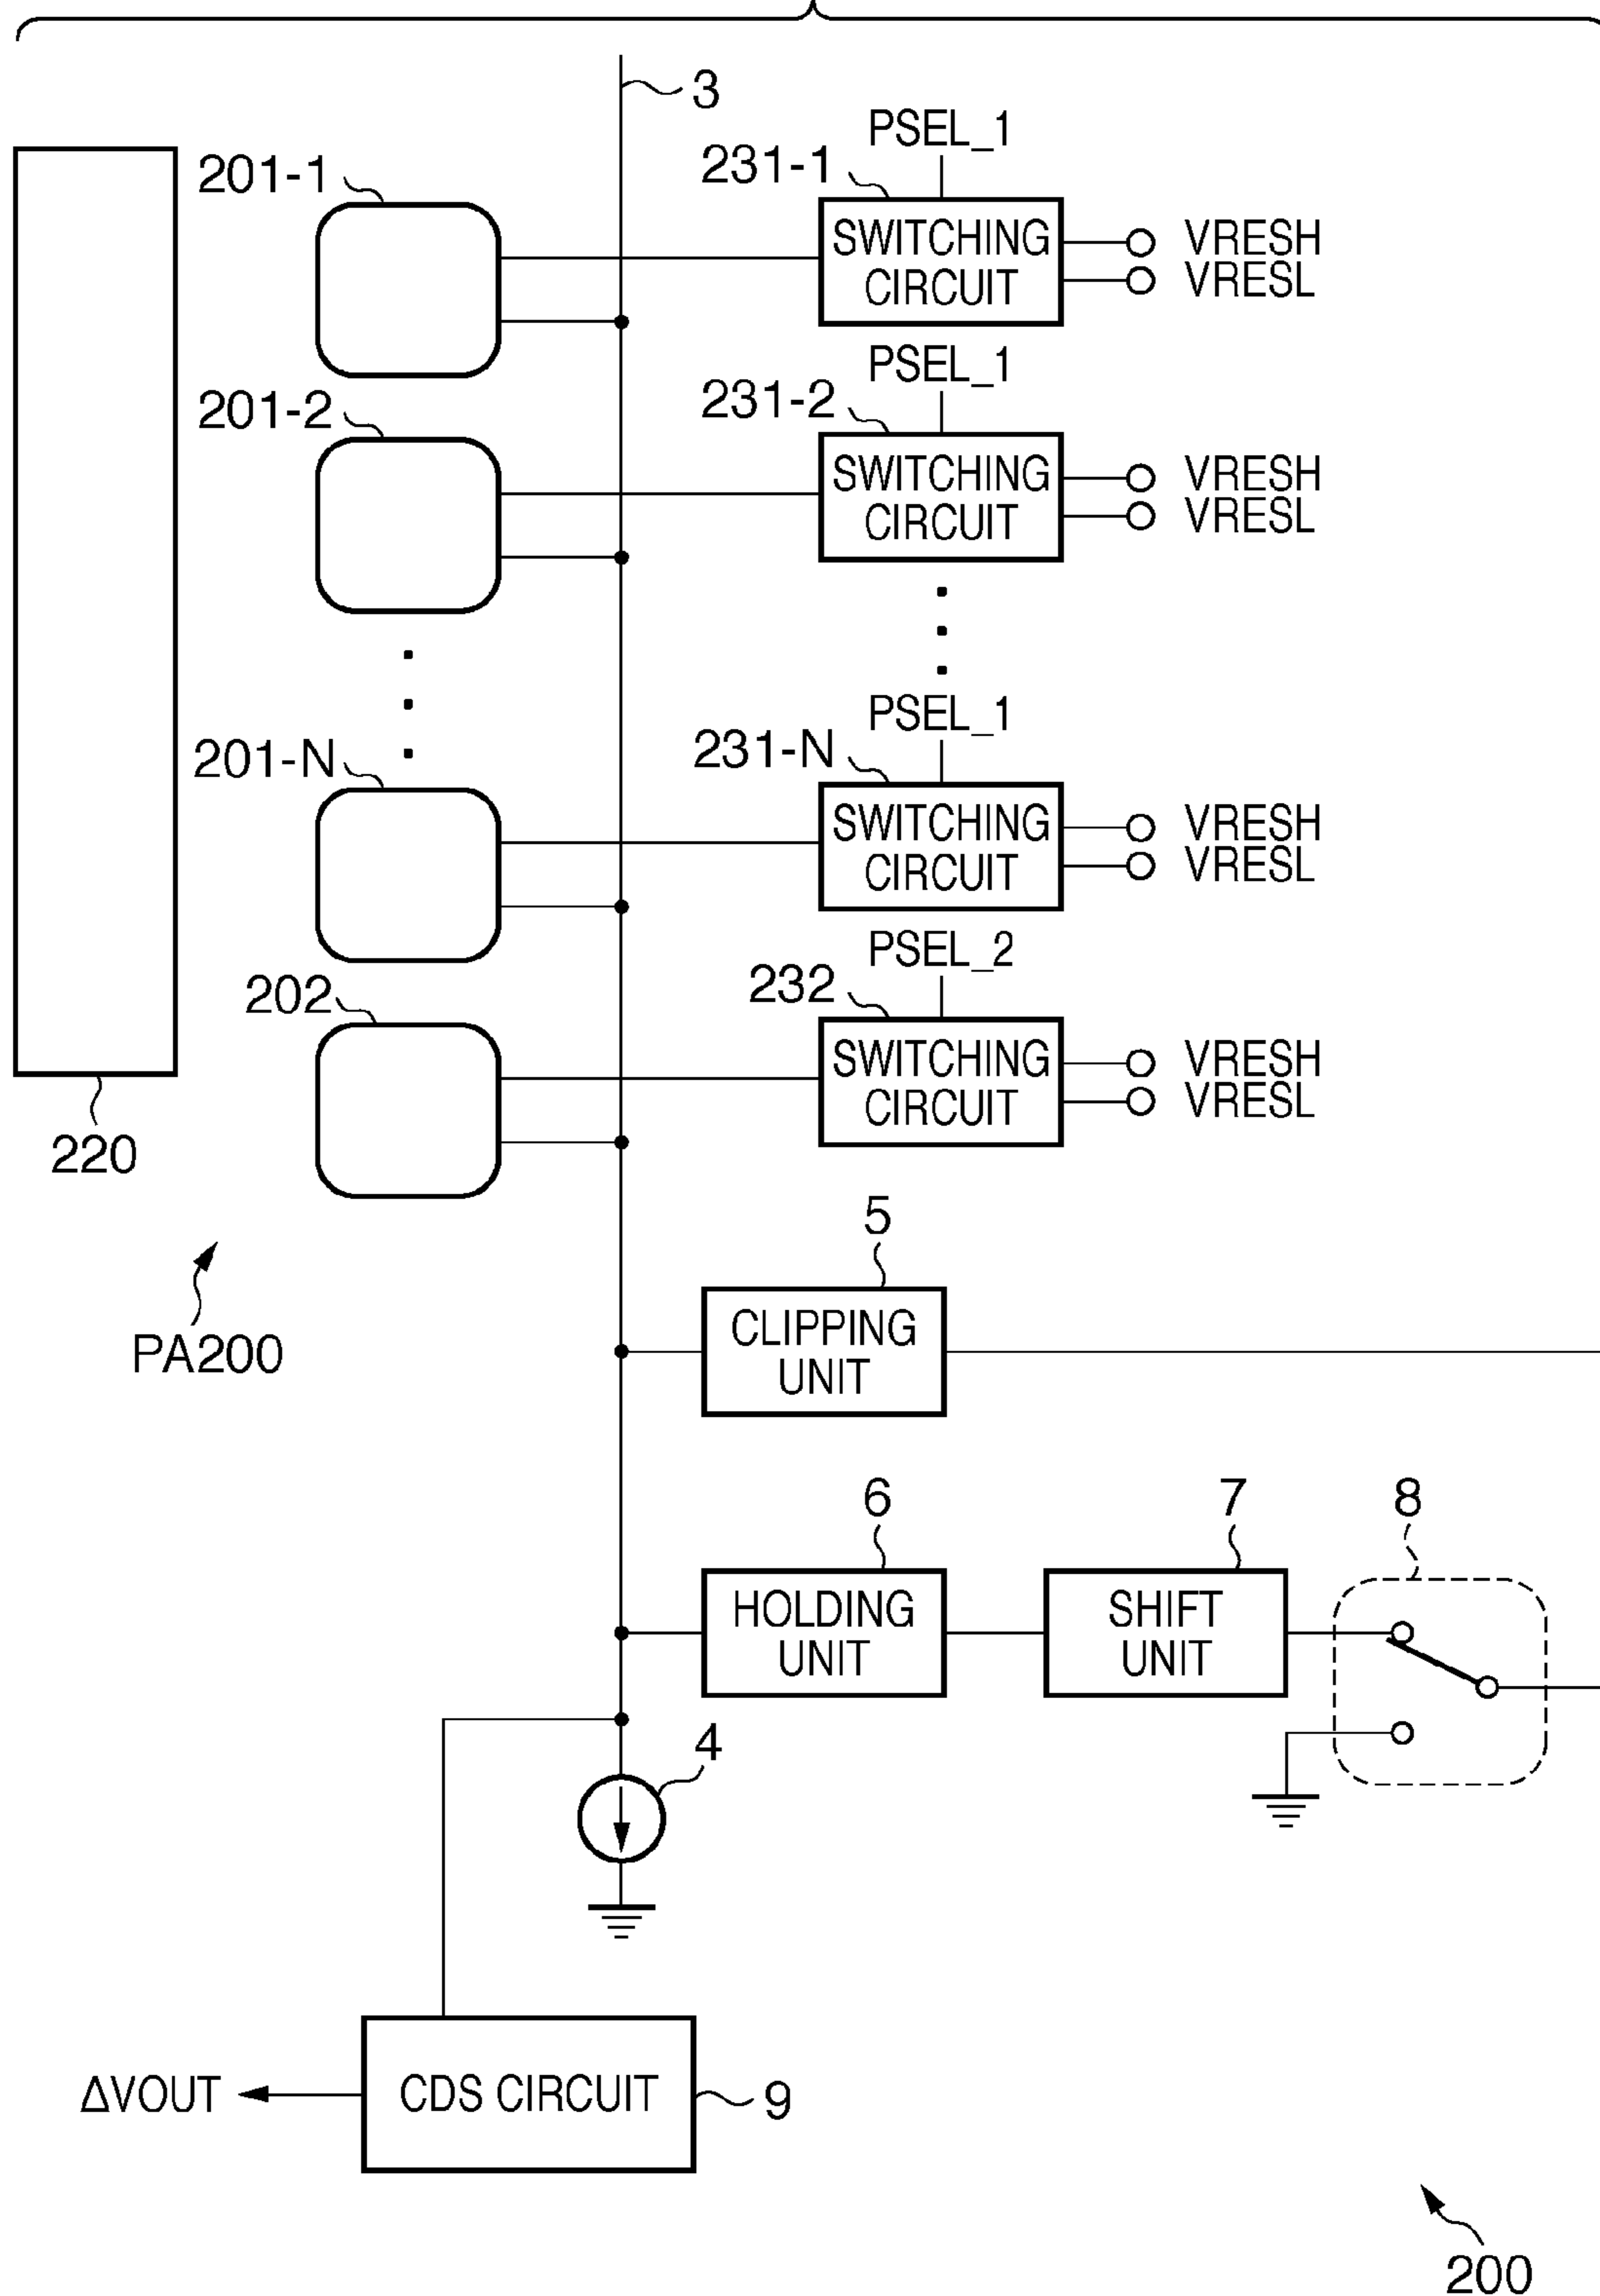 3
PSEL_1
201-1
231-1
SWITCHING
CIRCUIT
VRESH
VRESL
PSEL_1
201-2
231-2
SWITCHING
CIRCUIT
VRESH
VRESL
PSEL_1
201-N
231-N
SWITCHING
CIRCUIT
VRESH
VRESL
PSEL_2
202
232
SWITCHING
CIRCUIT
VRESH
VRESL
220
5
PA200
CLIPPING
UNIT
6
7
8
HOLDING
UNIT
SHIFT
UNIT
4
ΔVOUT
CDS CIRCUIT
9
200